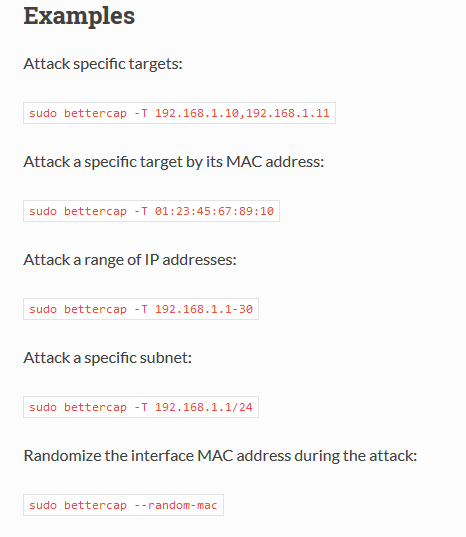 Examples
Attack specific targets:
sudo bettercap -T 192.168.1.10,192.168.1.11
Attack a specific target by its MAC address:
sudo bettercap -T 01:23:45:67:89:10
Attack a range of IP addresses:
sudo bettercap -T 192.168.1.1-30
Attack a specific subnet:
sudo bettercap -T 192.168.1.1/24
Randomize the interface MAC address during the attack:
sudo bettercap --random-mac